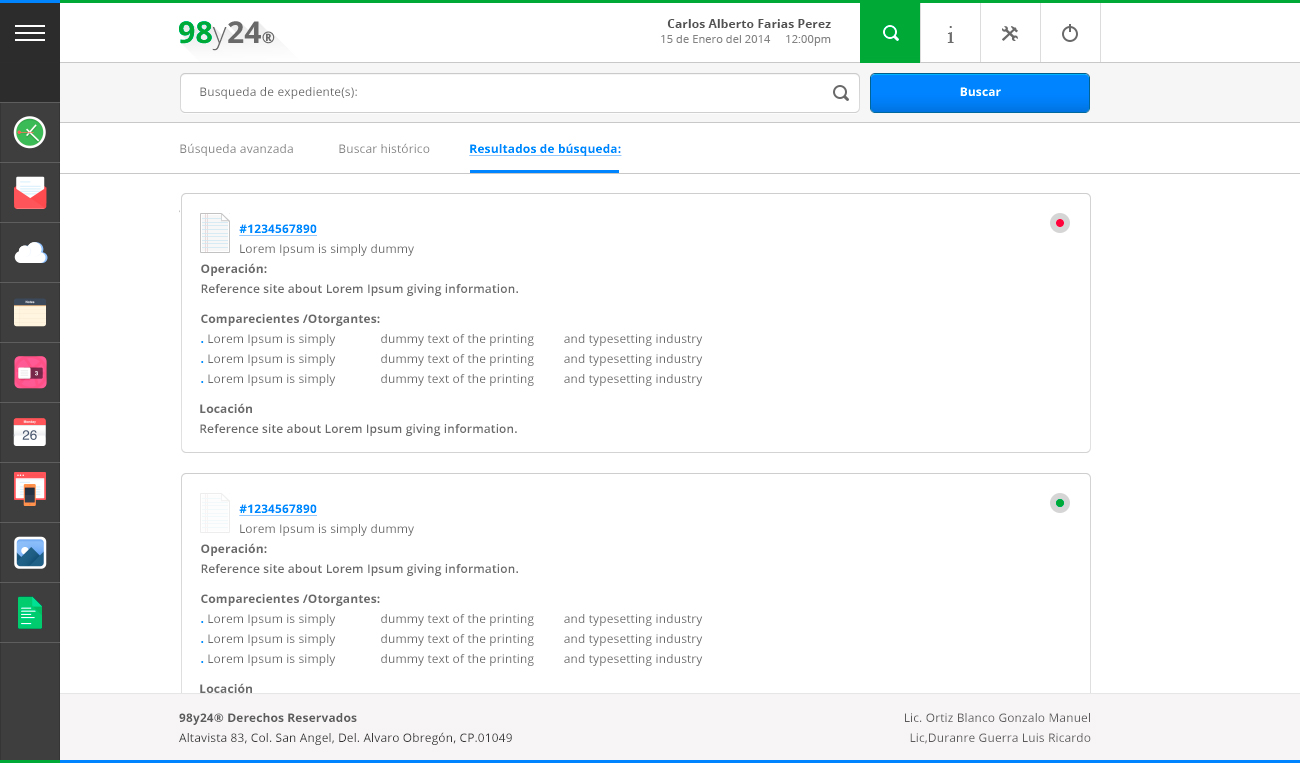 98y24®
Carlos Alberto Farias Perez
15 de Enero del 2014 12:00pm
i
Busqueda de expediente(s):
Buscar
Búsqueda avanzada
Buscar histórico
Resultados de búsqueda:
Notes
3
Monday
26
#1234567890
Lorem Ipsum is simply dummy
Operación:
Reference site about Lorem Ipsum giving information.
Comparecientes /Otorgantes:
. Lorem Ipsum is simply dummy text of the printing and typesetting industry
. Lorem Ipsum is simply dummy text of the printing and typesetting industry
. Lorem Ipsum is simply dummy text of the printing and typesetting industry
Locación
Reference site about Lorem Ipsum giving information.
#1234567890
Lorem Ipsum is simply dummy
Operación:
Reference site about Lorem Ipsum giving information.
Comparecientes /Otorgantes:
. Lorem Ipsum is simply dummy text of the printing and typesetting industry
. Lorem Ipsum is simply dummy text of the printing and typesetting industry
. Lorem Ipsum is simply dummy text of the printing and typesetting industry
Locación
98y24® Derechos Reservados
Altavista 83, Col. San Angel, Del. Alvaro Obregón, CP.01049
Lic. Ortiz Blanco Gonzalo Manuel
Lic,Duranre Guerra Luis Ricardo